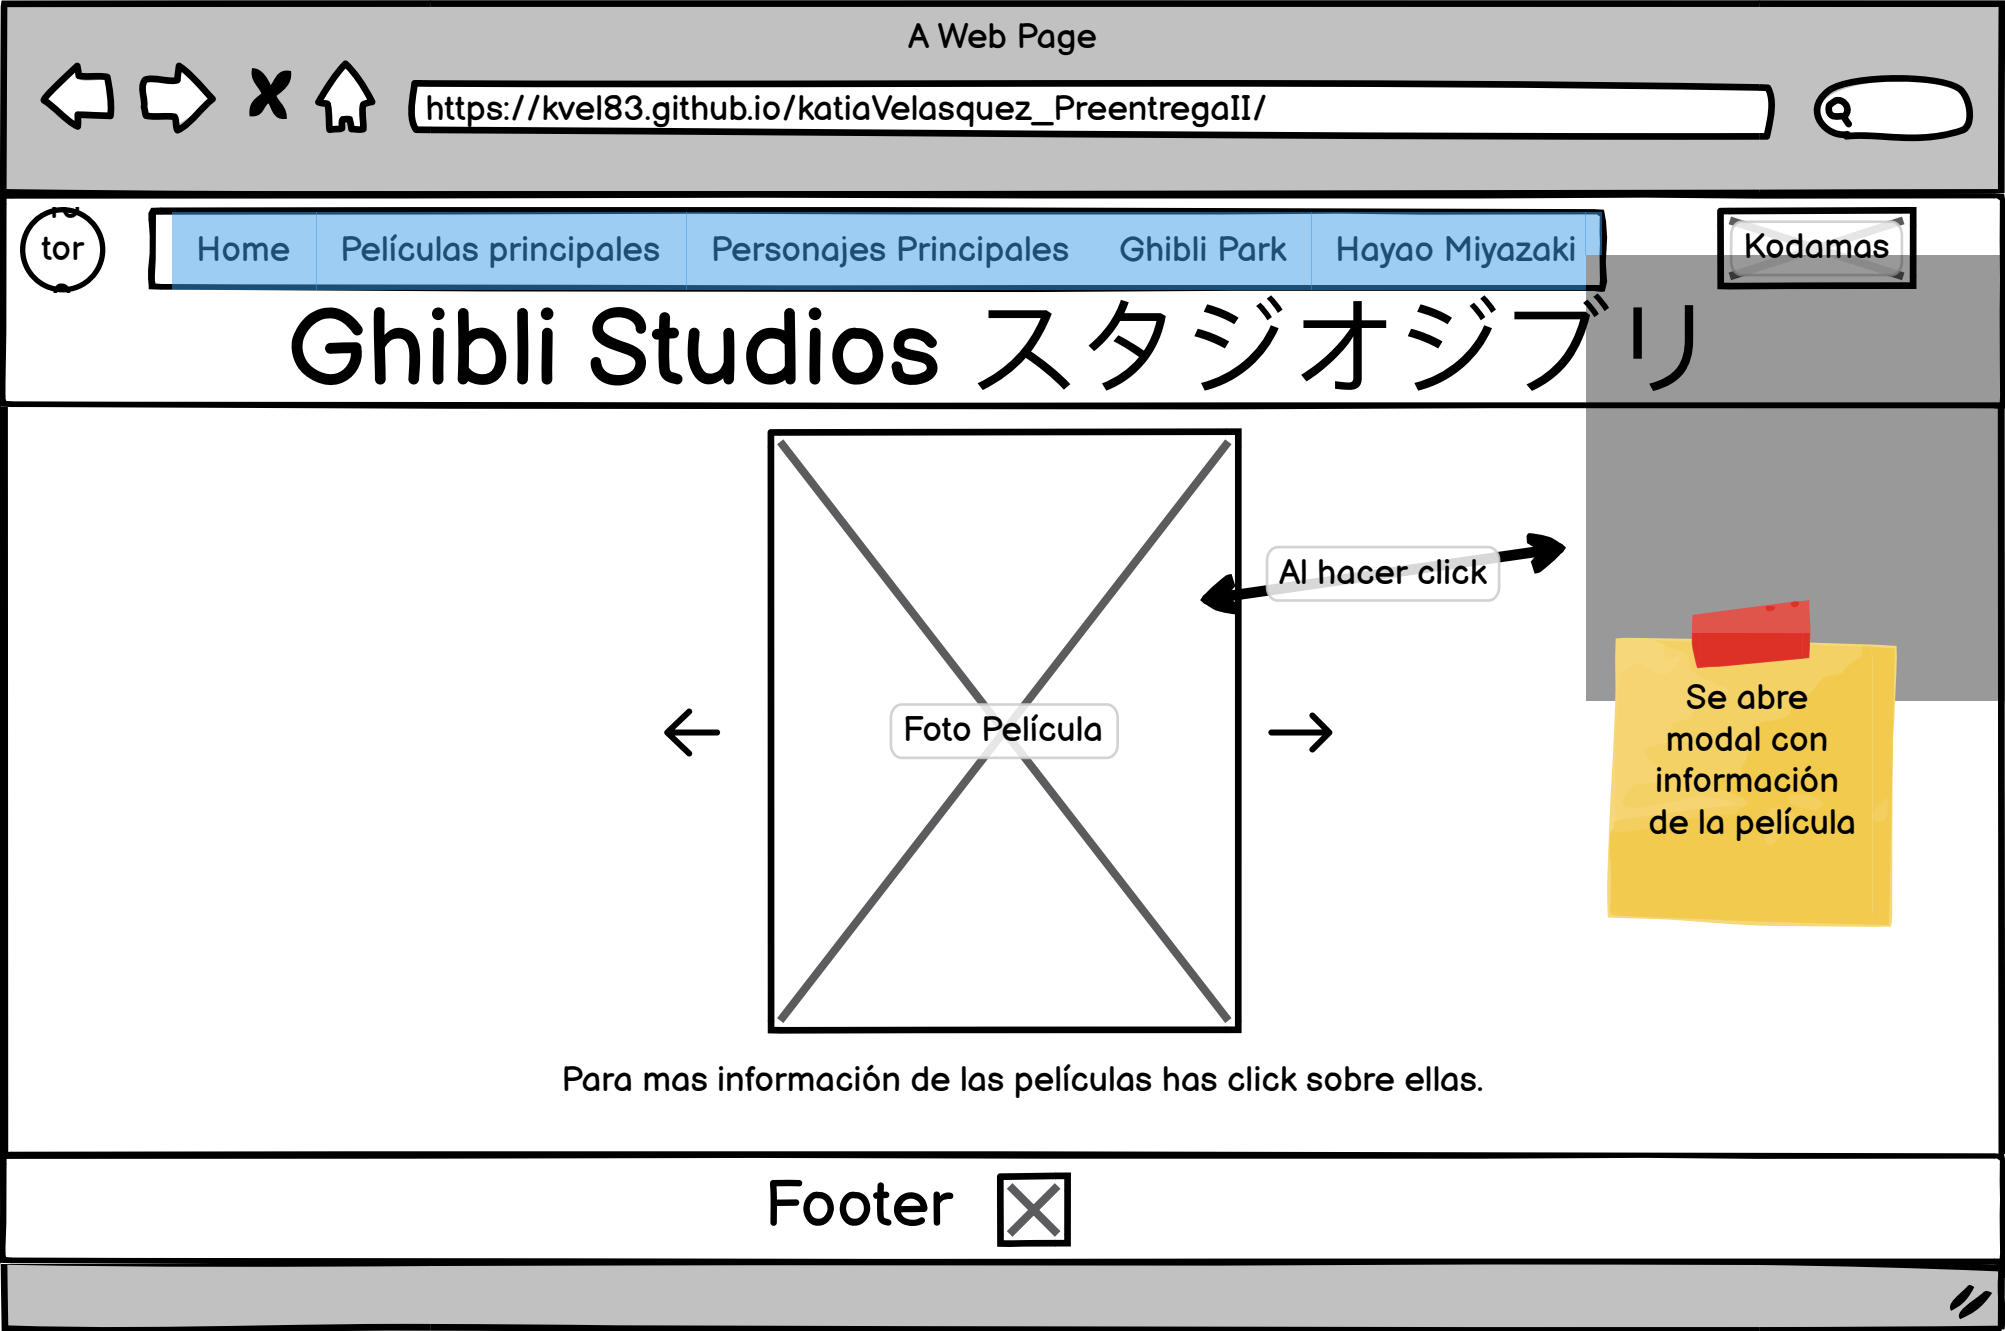 A Web Page
https://kvel83.github.io/katiaVelasquez_PreentregaII/
tor
Home Películas principales Personajes Principales Ghibli Park Hayao Miyazaki
Kodamas
Ghibli Studios スタジオジブリ
Al hacer click
Foto Película
Se abre
modal con
información
de la película
Para mas información de las películas has click sobre ellas.
Footer